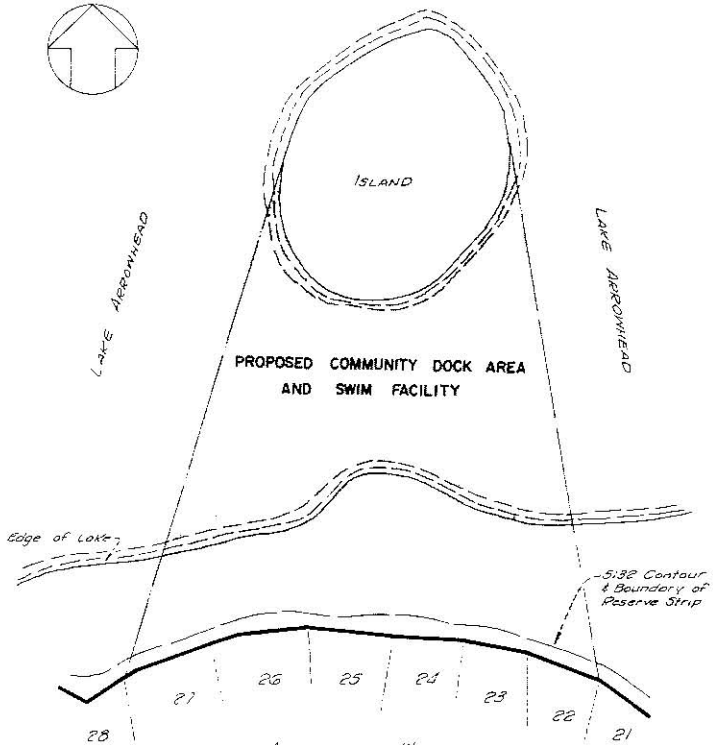 ISLAND
LAKE ARROWHEAD
LAKE ARROWHEAD
PROPOSED COMMUNITY DOCK AREA
AND SWIM FACILITY
Edge of Lake
5132 Contour
& Boundary of
Reserve Strip
28
27
26
25
24
23
22
21